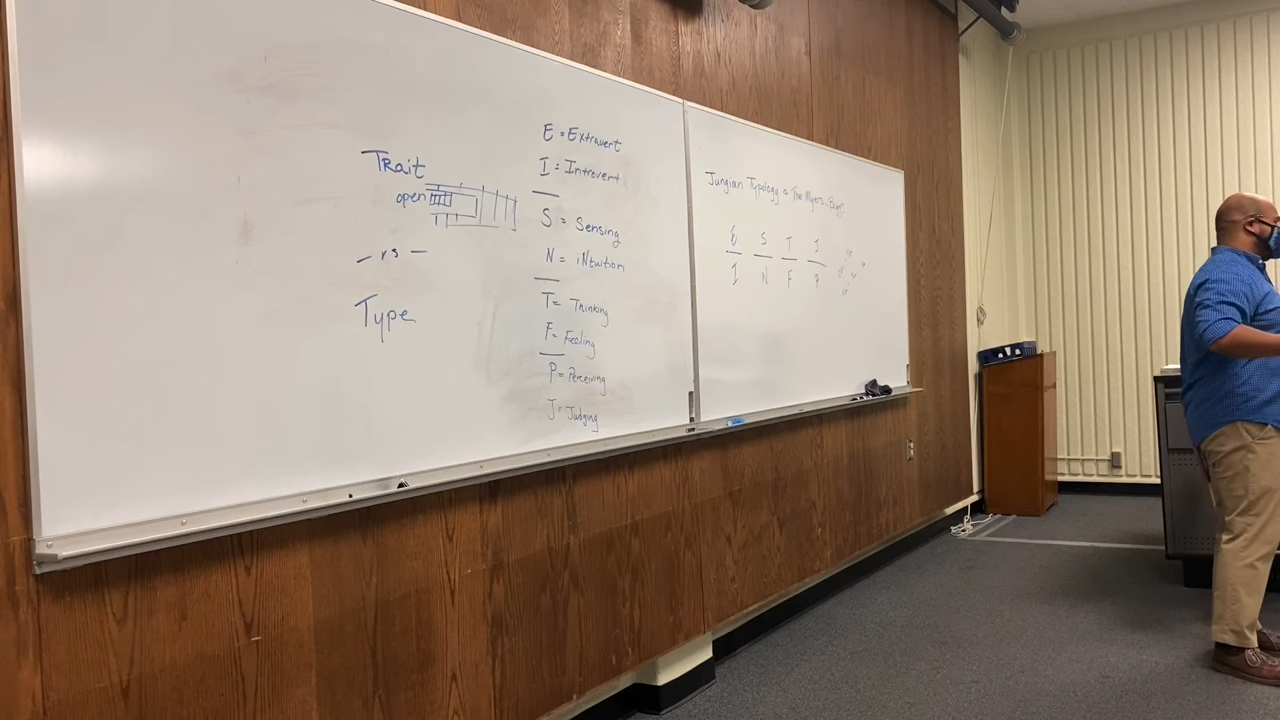 Trait
open
- vs -
Type
E = Extravert
I = Introvert
S = Sensing
N = iNtuition
T = Thinking
F = Feeling
P = Perceiving
J = Judging
Jungian Typology & The Myers-Briggs
E S T J
I N F P